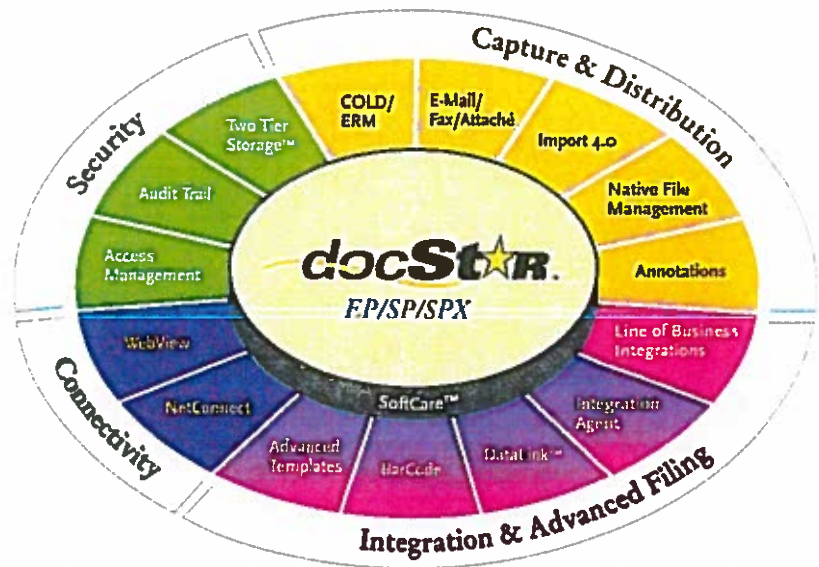 Capture & Distribution
Security
COLD/
ERM
E-Mail/
Fax/Attaché
Import 4.0
Native File
Management
Annotations
Two Tier
Storage™
Audit Trail
Access
Management
docStaR.
EP/SP/SPX
SoftCare™
WebView
NetConnect
Advanced
Templates
BarCode
DataLink™
Integration
Agent
Line of Business
Integrations
Connectivity
Integration & Advanced Filing